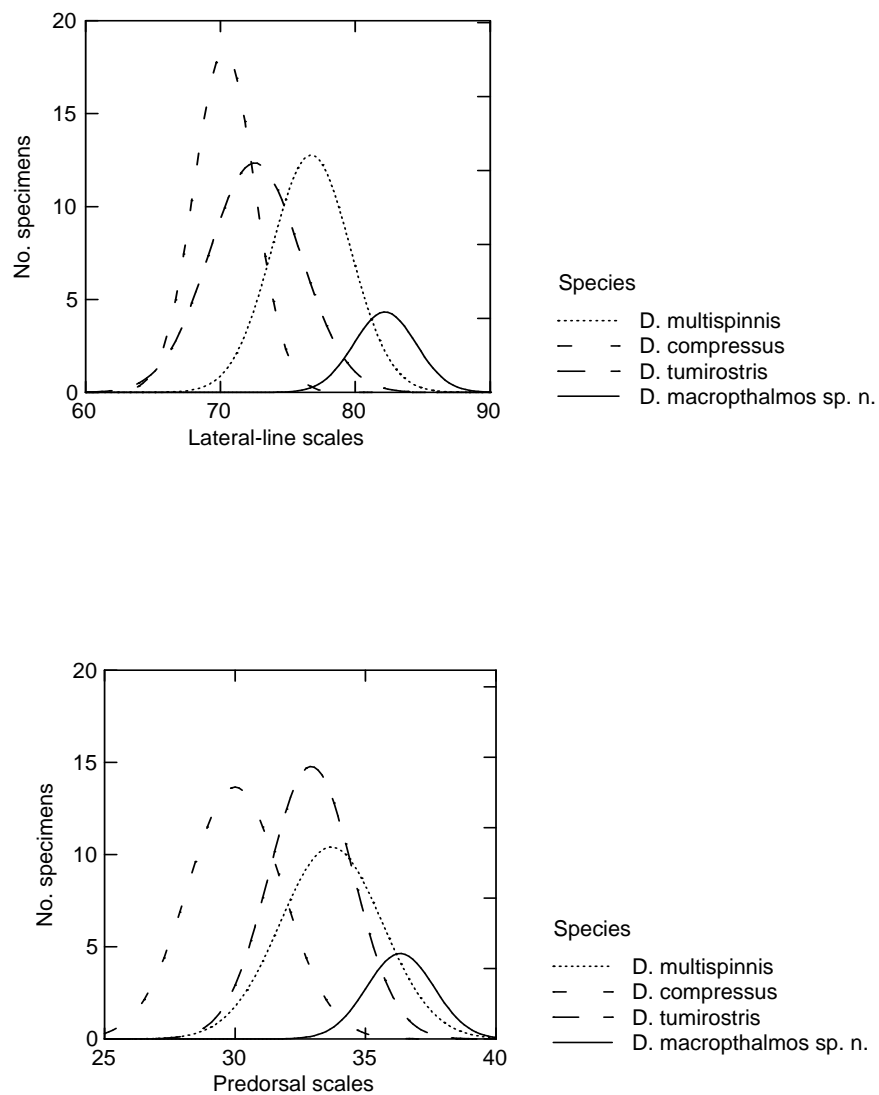 20
15
10
5
0
No. specimens
60 70 80 90
Lateral-line scales
Species
D. multispinnis
D. compressus
D. tumirostris
D. macropthalmos sp. n.
20
15
10
5
0
No. specimens
25 30 35 40
Predorsal scales
Species
D. multispinnis
D. compressus
D. tumirostris
D. macropthalmos sp. n.